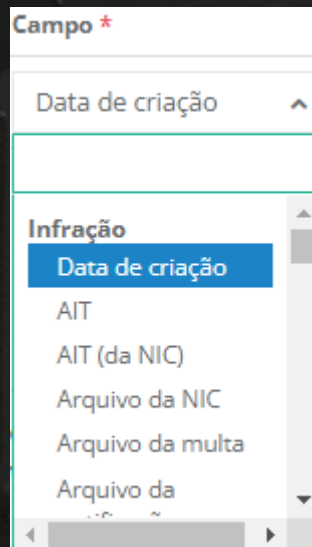 Campo *
Data de criação
Infração
Data de criação
AIT
AIT (da NIC)
Arquivo da NIC
Arquivo da multa
Arquivo da